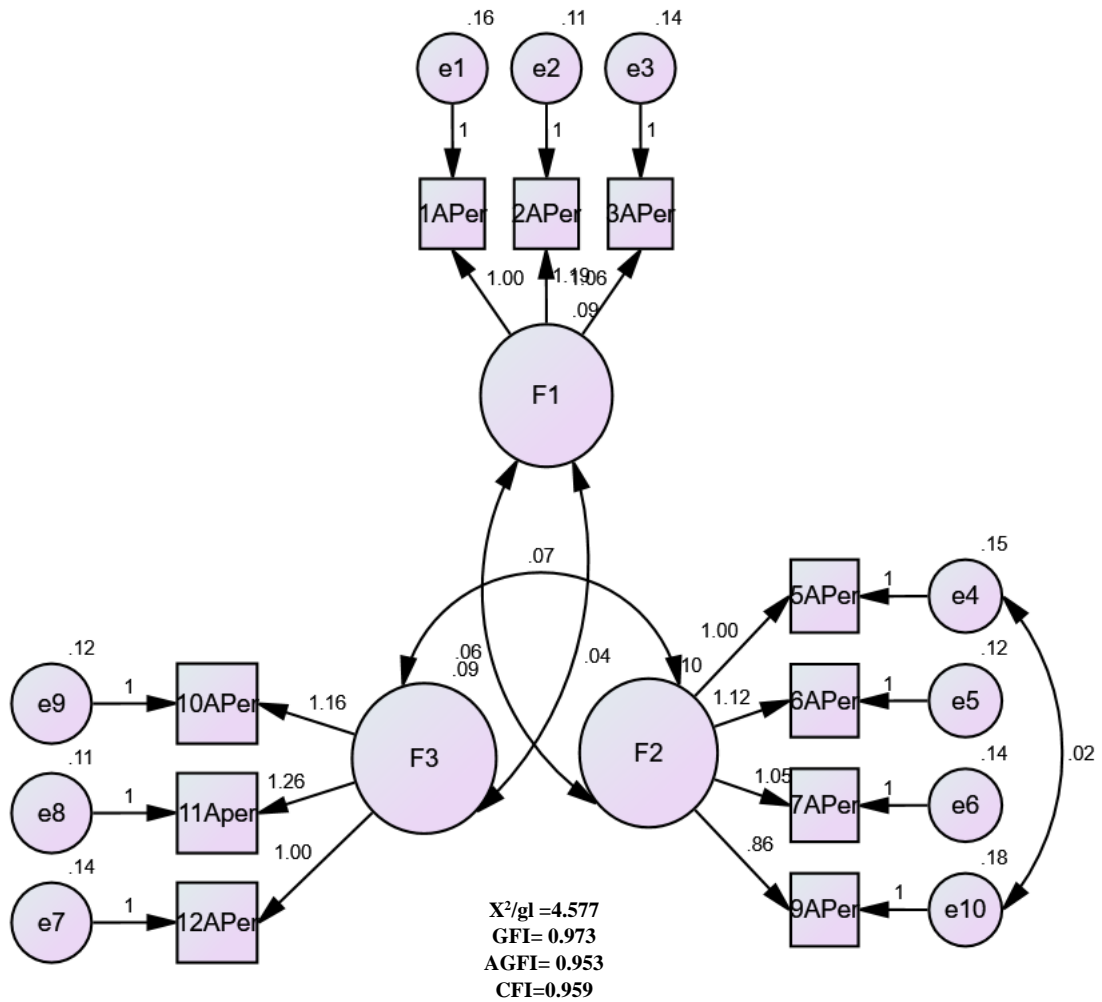 .16 .11 .14
e1 e2 e3
1 1 1
1APer 2APer 3APer
1.00 1.19 1.06
.09
F1
.07
.15
5APer 1 e4
1.00
.06 .04
.09
.10
.12
.12
e9 1 10APer 1.16
1.12 6APer 1 e5
F3 F2
.02
.11
.14
e8 1 11Aper 1.26
1.05 7APer 1 e6
.14
1.00 .86
.18
e7 1 12APer
9APer 1 e10
X²/gl =4.577
GFI= 0.973
AGFI= 0.953
CFI=0.959